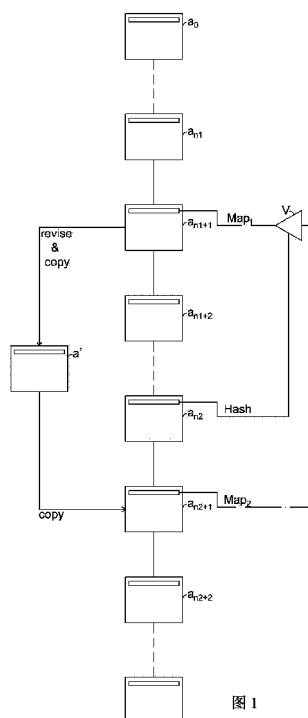 a0
an1
an1+1
Map1
V
revise
&
copy
an1+2
a'
an2
Hash
copy
an2+1
Map2
an2+2
图 1